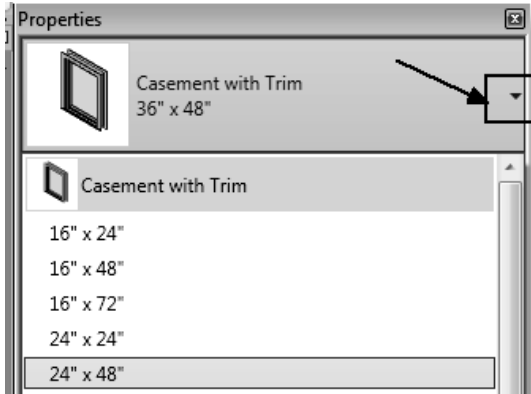 Properties
Casement with Trim
36" x 48"
Casement with Trim
16" x 24"
16" x 48"
16" x 72"
24" x 24"
24" x 48"